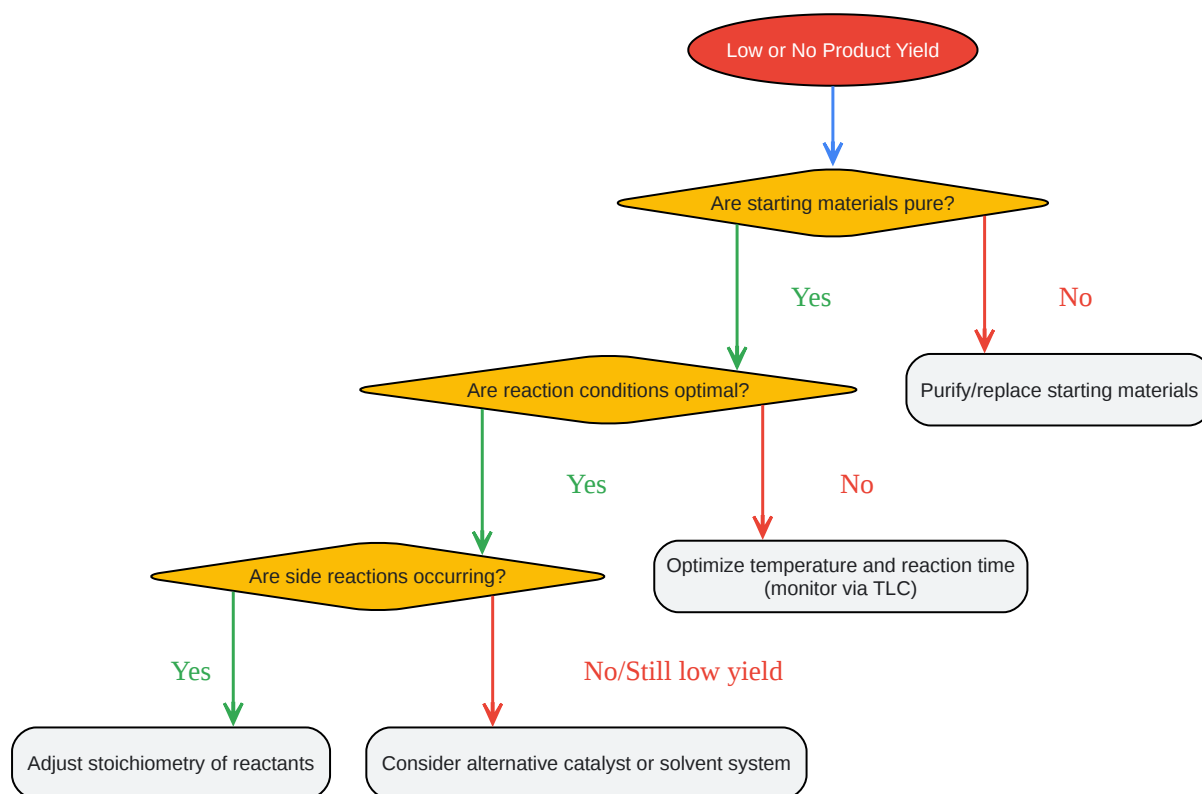 Low or No Product Yield
Are starting materials pure?
Yes
No
Purify/replace starting materials
Are reaction conditions optimal?
Yes
No
Optimize temperature and reaction time
(monitor via TLC)
Are side reactions occurring?
Yes
No/Still low yield
Adjust stoichiometry of reactants
Consider alternative catalyst or solvent system